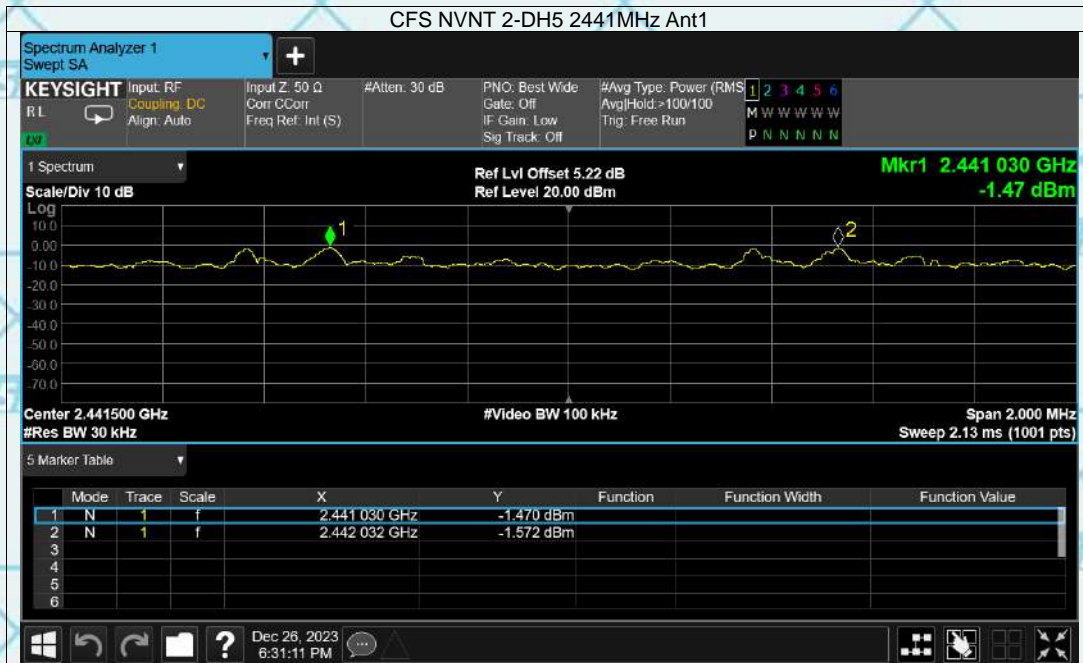 CFS NVNT 2-DH5 2441MHz Ant1
Spectrum Analyzer 1
Swept SA
+
KEYSIGHT Input: RF Input Z: 50 Ω #Atten: 30 dB PNO: Best Wide #Avg Type: Power (RMS 1 2 3 4 5 6
R L Coupling: DC Corr CCorr Gate: Off Avg|Hold:>100/100 M W W W W W
Align: Auto Freq Ref: Int (S) IF Gain: Low Trig: Free Run
LXI Sig Track: Off P N N N N N
1 Spectrum Ref Lvl Offset 5.22 dB Mkr1 2.441 030 GHz
Scale/Div 10 dB Ref Level 20.00 dBm -1.47 dBm
Log
10.0
1 2
0.00
-10.0
-20.0
-30.0
-40.0
-50.0
-60.0
-70.0
Center 2.441500 GHz #Video BW 100 kHz Span 2.000 MHz
#Res BW 30 kHz Sweep 2.13 ms (1001 pts)
5 Marker Table
Mode Trace Scale X Y Function Function Width Function Value
1 N 1 f 2.441 030 GHz -1.470 dBm
2 N 1 f 2.442 032 GHz -1.572 dBm
3
4
5
6
? Dec 26, 2023
6:31:11 PM